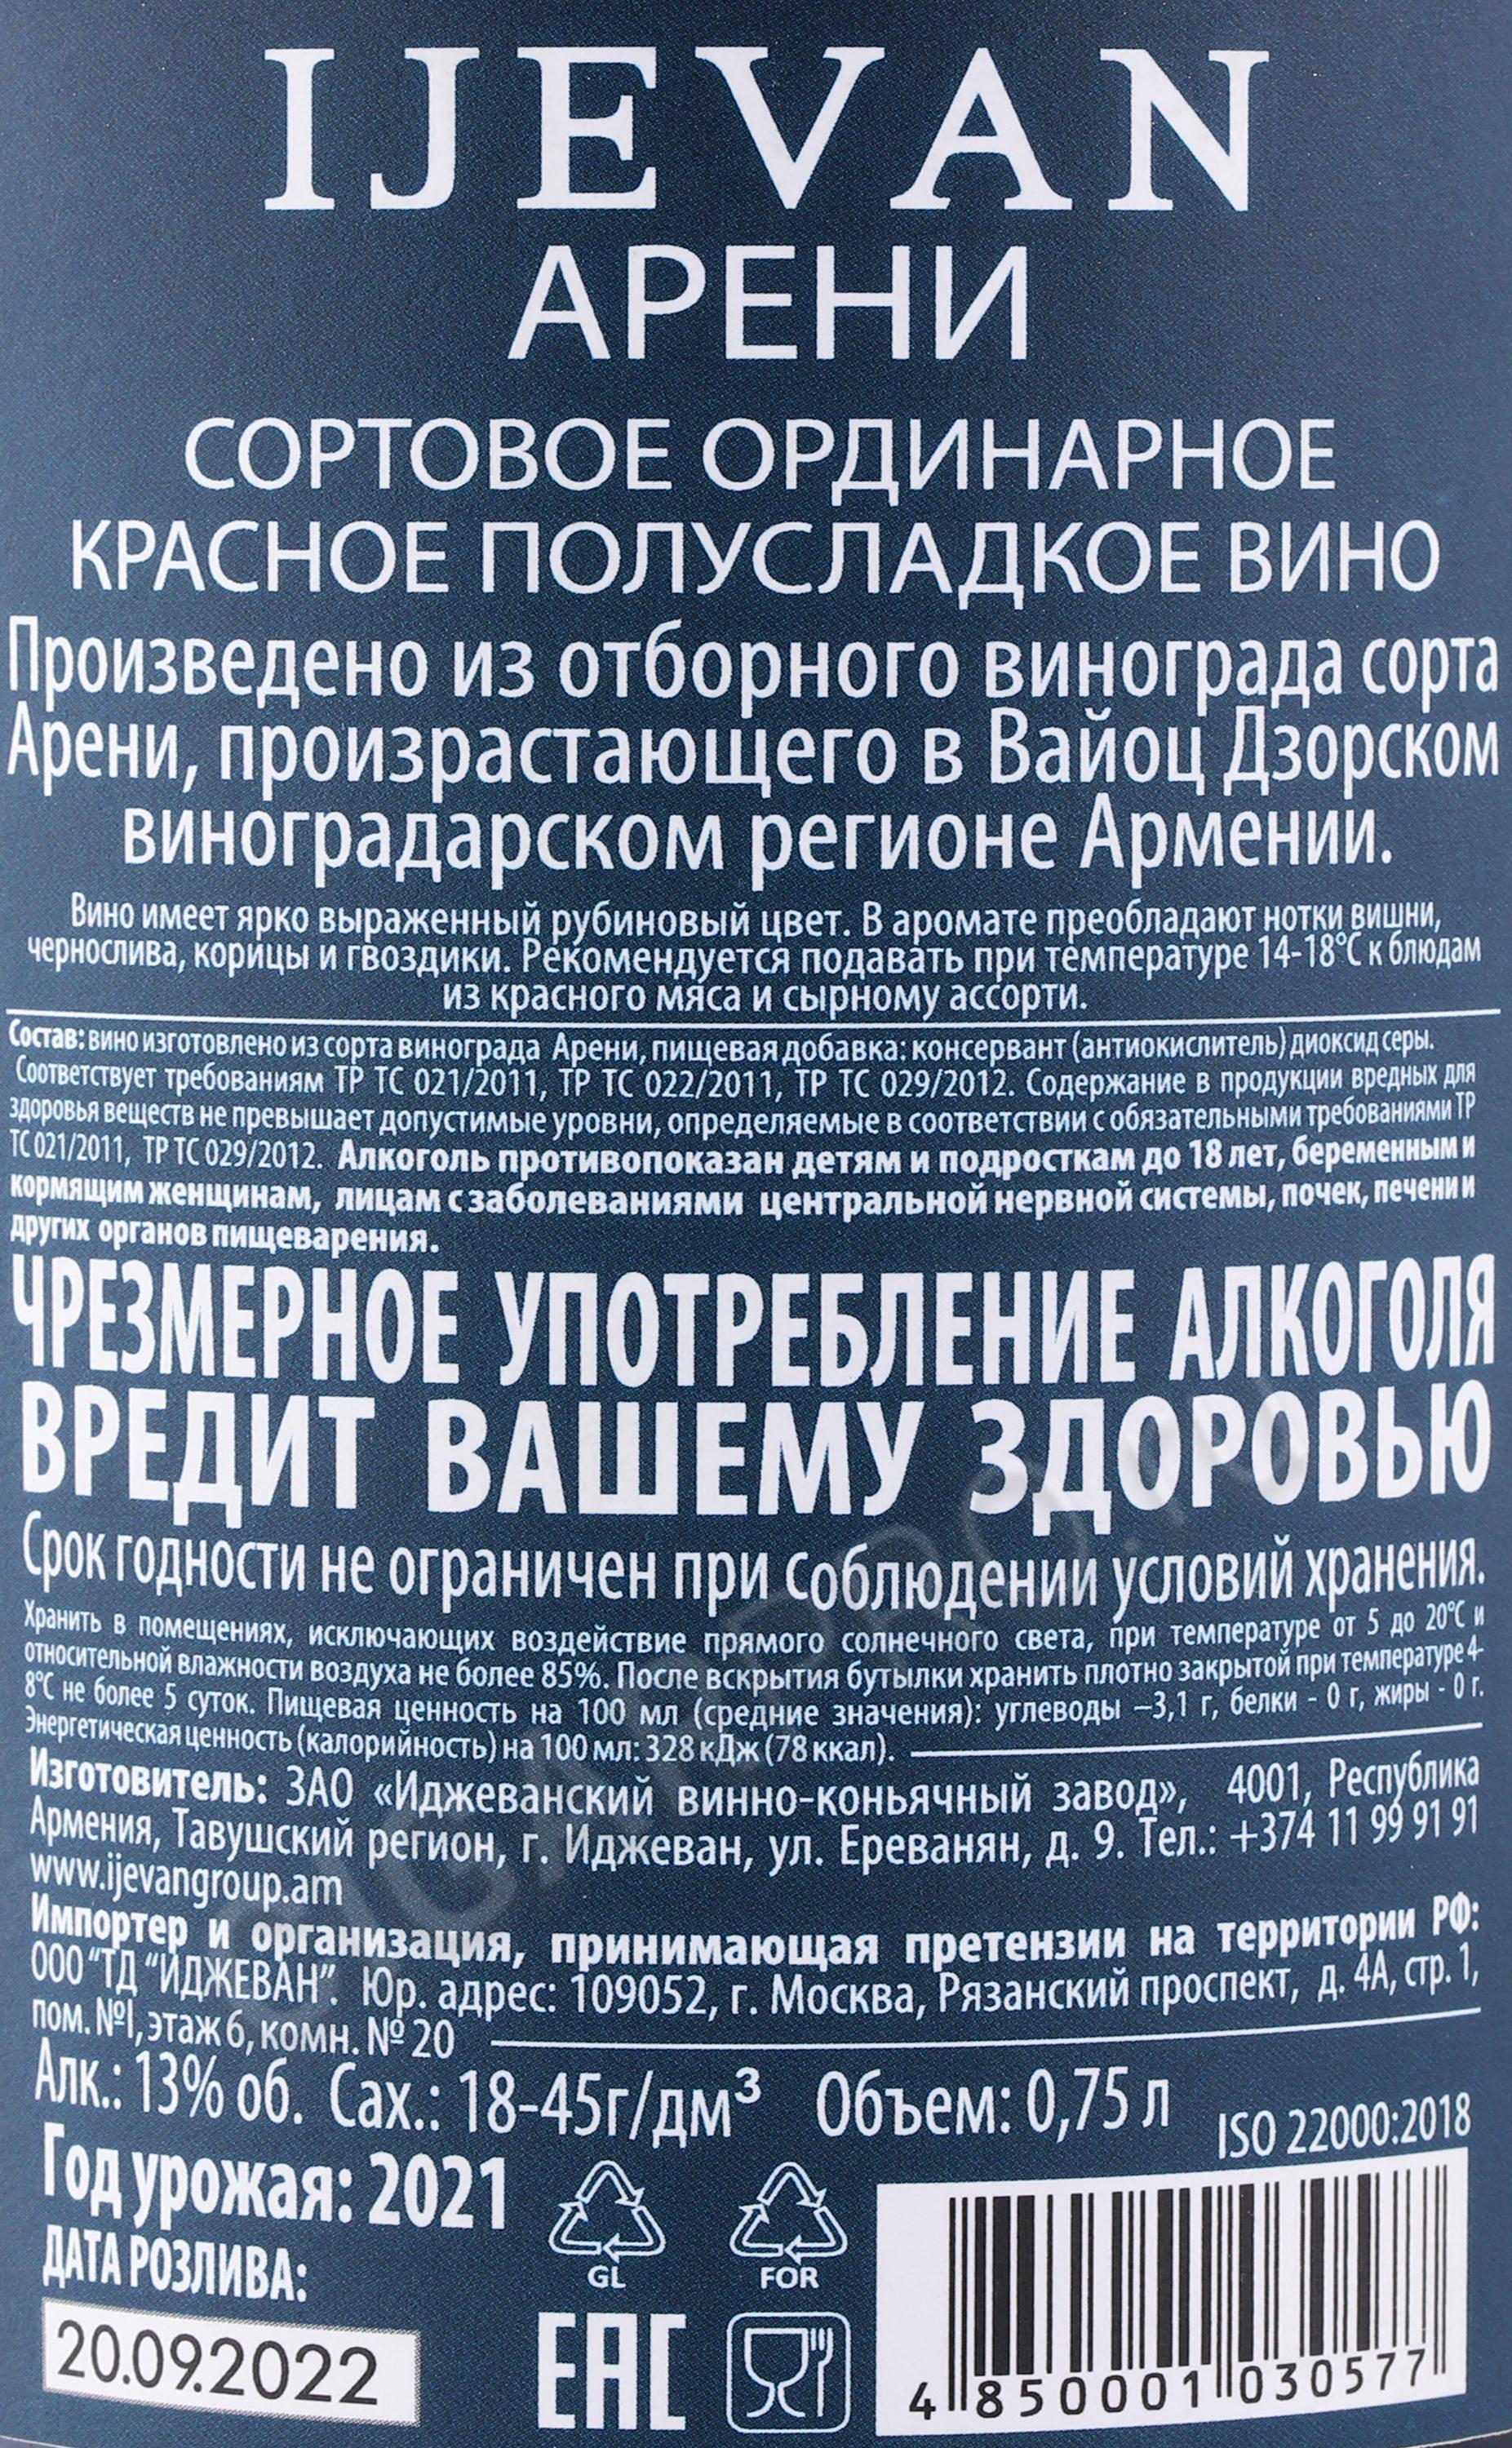 IJEVAN
АРЕНИ
СОРТОВОЕ ОРДИНАРНОЕ
КРАСНОЕ ПОЛУСЛАДКОЕ ВИНО
Произведено из отборного винограда сорта
Арени, произрастающего в Вайоц Дзорском
виноградарском регионе Армении.
Вино имеет ярко выраженный рубиновый цвет. В аромате преобладают нотки вишни,
чернослива, корицы и гвоздики. Рекомендуется подавать при температуре 14-18°C к блюдам
из красного мяса и сырному ассорти.
Состав: вино изготовлено из сорта винограда Арени, пищевая добавка: консервант (антиокислитель) диоксид серы.
Соответствует требованиям ТР ТС 021/2011, ТР ТС 022/2011, ТР ТС 029/2012. Содержание в продукции вредных для
здоровья веществ не превышает допустимые уровни, определяемые в соответствии с обязательными требованиями ТР
ТС 021/2011, ТР ТС 029/2012. Алкоголь противопоказан детям и подросткам до 18 лет, беременным и
кормящим женщинам, лицам с заболеваниями центральной нервной системы, почек, печени и
других органов пищеварения.
ЧРЕЗМЕРНОЕ УПОТРЕБЛЕНИЕ АЛКОГОЛЯ
ВРЕДИТ ВАШЕМУ ЗДОРОВЬЮ
Срок годности не ограничен при соблюдении условий хранения.
Хранить в помещениях, исключающих воздействие прямого солнечного света, при температуре от 5 до 20°C и
относительной влажности воздуха не более 85%. После вскрытия бутылки хранить плотно закрытой при температуре 4-
8°C не более 5 суток. Пищевая ценность на 100 мл (средние значения): углеводы –3,1 г, белки - 0 г, жиры - 0 г.
Энергетическая ценность (калорийность) на 100 мл: 328 кДж (78 ккал).
Изготовитель: ЗАО «Иджеванский винно-коньячный завод», 4001, Республика
Армения, Тавушский регион, г. Иджеван, ул. Ереванян, д. 9. Тел.: +374 11 99 91 91
www.ijevangroup.am
Импортер и организация, принимающая претензии на территории РФ:
ООО "ТД "ИДЖЕВАН". Юр. адрес: 109052, г. Москва, Рязанский проспект, д. 4А, стр. 1,
пом. №I, этаж 6, комн. № 20
Алк.: 13% об. Сах.: 18-45г/дм³ Объем: 0,75 л
ISO 22000:2018
Год урожая: 2021
ДАТА РОЗЛИВА:
20.09.2022
GL
FOR
EAC
4 850001 030577
CIGARPRO.RU